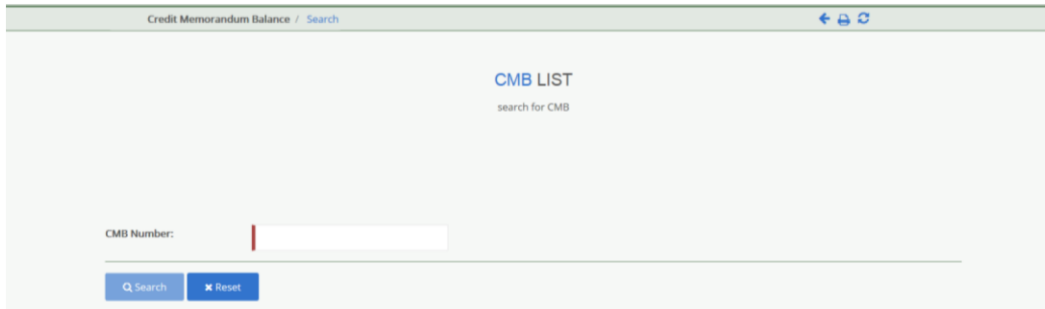 Credit Memorandum Balance / Search
CMB LIST
search for CMB
CMB Number:
Search
Reset